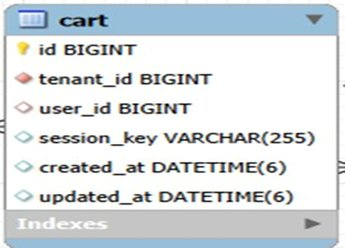 cart
id BIGINT
tenant_id BIGINT
user_id BIGINT
session_key VARCHAR(255)
created_at DATETIME(6)
updated_at DATETIME(6)
Indexes